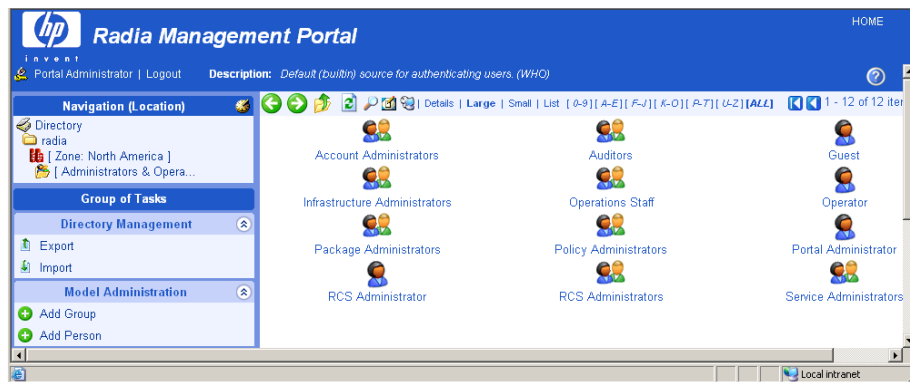 hp
invent
Radia Management Portal
HOME
Portal Administrator | Logout
Description: Default (builtin) source for authenticating users. (WHO)
Navigation (Location)
Directory
radia
[ Zone: North America ]
[ Administrators & Opera...
Group of Tasks
Directory Management
Export
Import
Model Administration
Add Group
Add Person
Details | Large | Small | List [ 0-9 ] [ A-E ] [ F-J ] [ K-O ] [ P-T ] [ U-Z ] [ALL] 1 - 12 of 12 iter
Account Administrators
Auditors
Guest
Infrastructure Administrators
Operations Staff
Operator
Package Administrators
Policy Administrators
Portal Administrator
RCS Administrator
RCS Administrators
Service Administrators
Local intranet